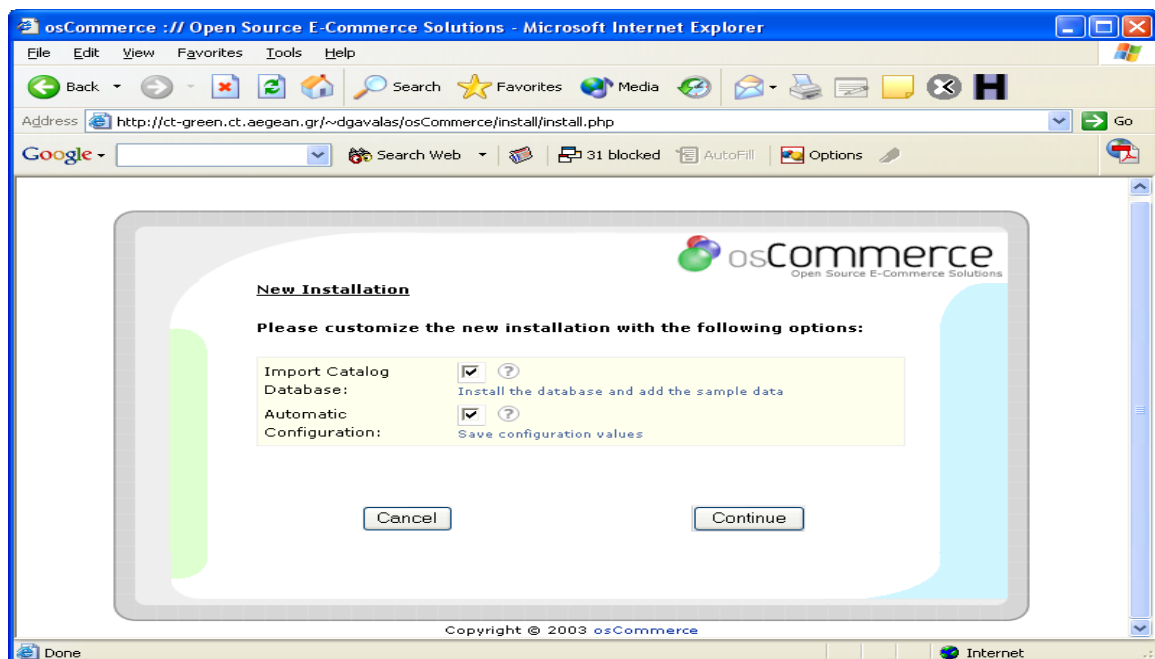 osCommerce :// Open Source E-Commerce Solutions - Microsoft Internet Explorer
File Edit View Favorites Tools Help
Back Search Favorites Media
Address http://ct-green.ct.aegean.gr/~dgavalas/osCommerce/install/install.php Go
Google Search Web 31 blocked AutoFill Options
osCommerce
Open Source E-Commerce Solutions
New Installation
Please customize the new installation with the following options:
Import Catalog Database: ?
Install the database and add the sample data
Automatic Configuration: ?
Save configuration values
Cancel Continue
Copyright © 2003 osCommerce
Done Internet